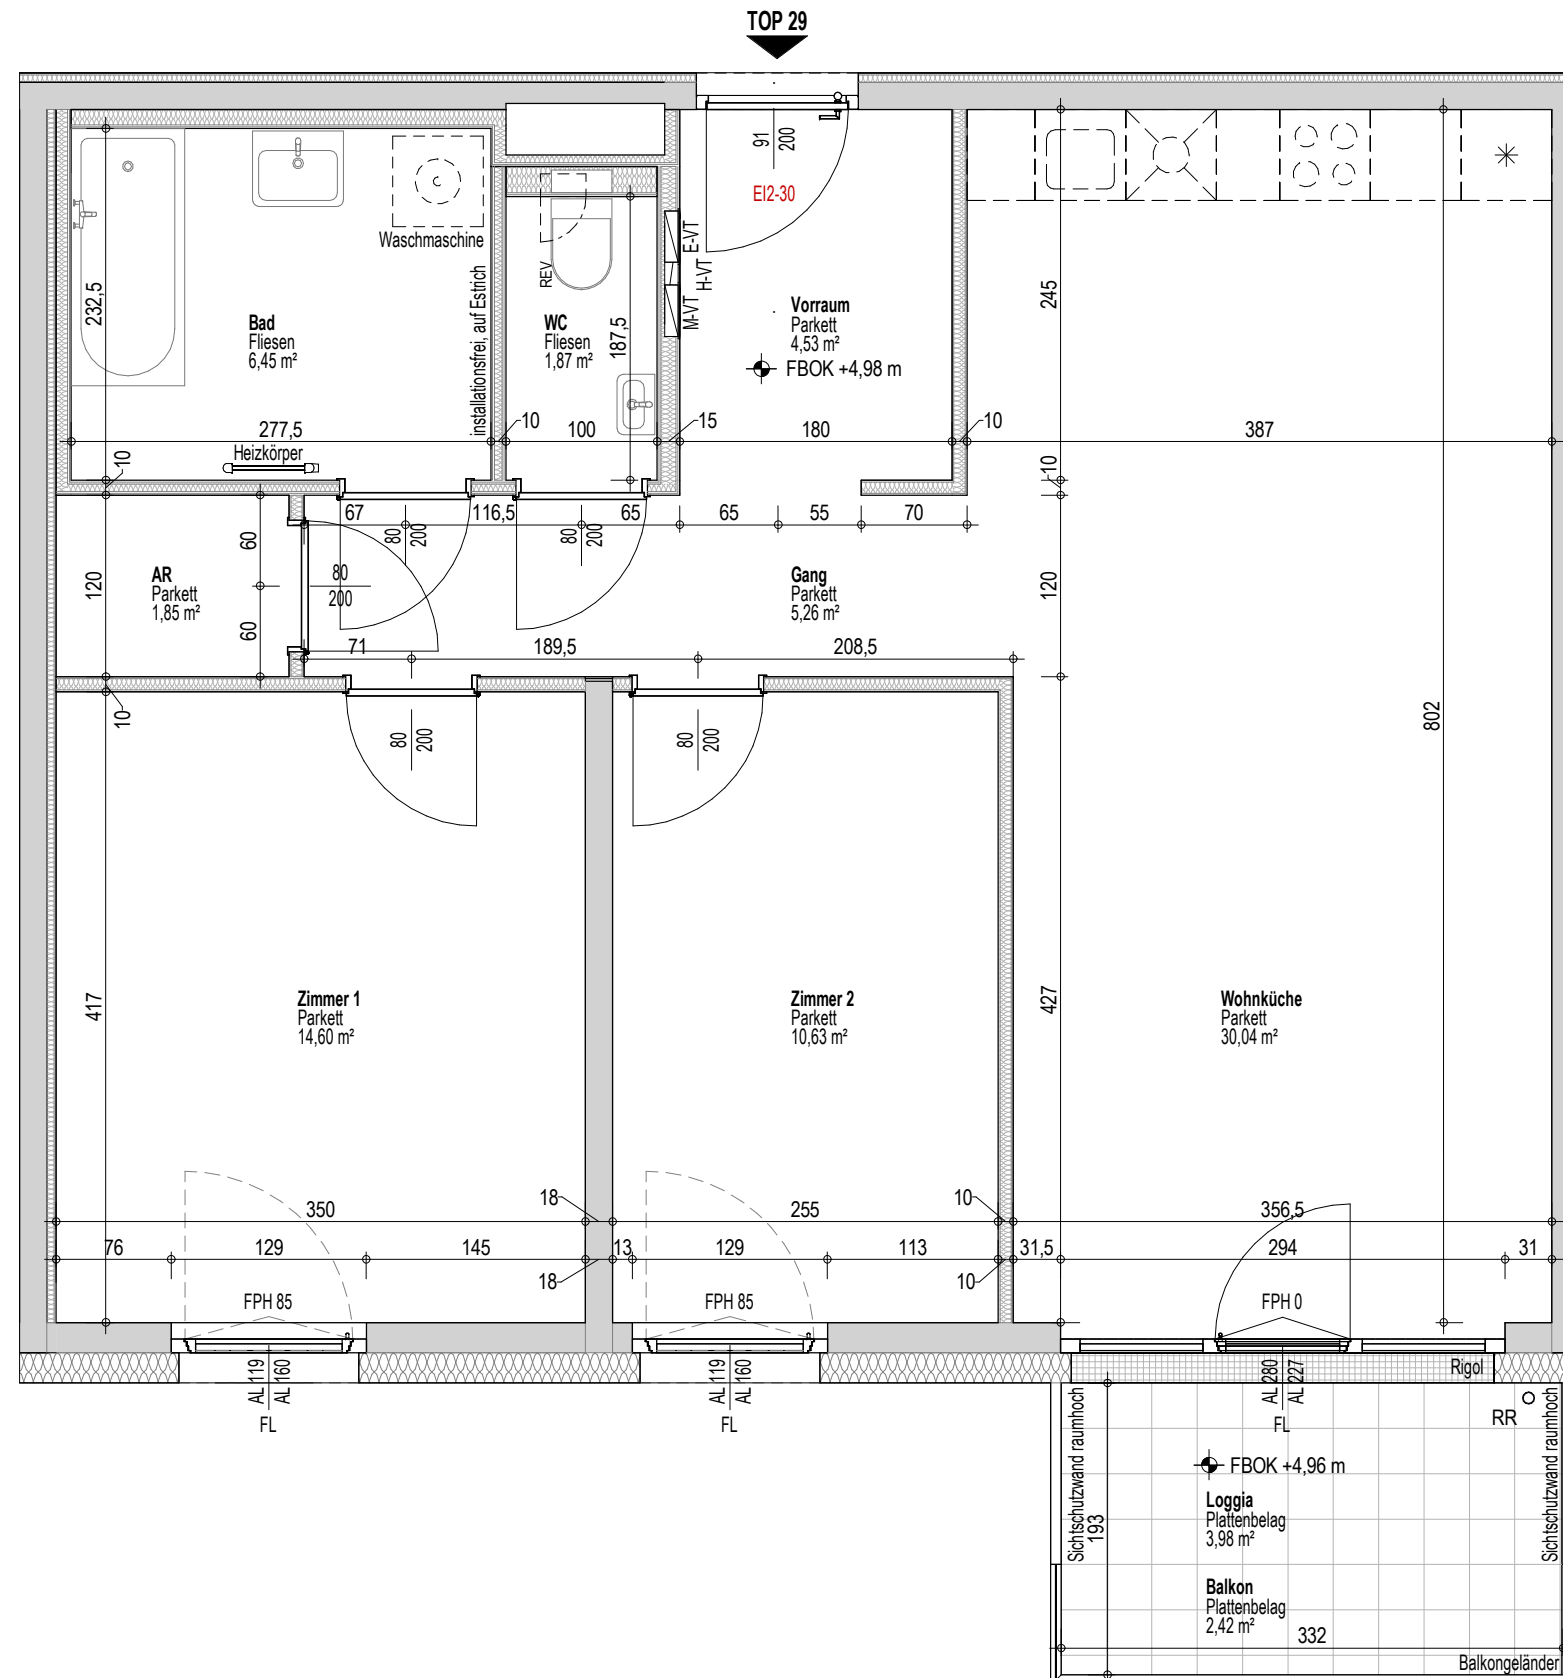 TOP 29
91
200
EI2-30
Waschmaschine
installationsfrei, auf Estrich
232,5
Bad
Fliesen
6,45 m²
REV
WC
Fliesen
1,87 m²
187,5
E-VT
H-VT
M-VT
Vorraum
Parkett
4,53 m²
FBOK +4,98 m
245
277,5
10
100
15
180
10
387
Heizkörper
10
10
67
116,5
65
65
55
70
80
200
80
200
AR
Parkett
1,85 m²
120
60
60
80
200
Gang
Parkett
5,26 m²
120
71
189,5
208,5
10
80
200
80
200
802
417
Zimmer 1
Parkett
14,60 m²
Zimmer 2
Parkett
10,63 m²
427
Wohnküche
Parkett
30,04 m²
350
18
255
10
356,5
76
129
145
18
13
129
113
10
31,5
294
31
FPH 85
FPH 85
FPH 0
AL 119
AL 160
FL
AL 119
AL 160
FL
AL 280
AL 227
FL
Rigol
RR
Sichtschutzwand raumhoch
Sichtschutzwand raumhoch
FBOK +4,96 m
Loggia
Plattenbelag
3,98 m²
193
Balkon
Plattenbelag
2,42 m²
332
Balkongeländer